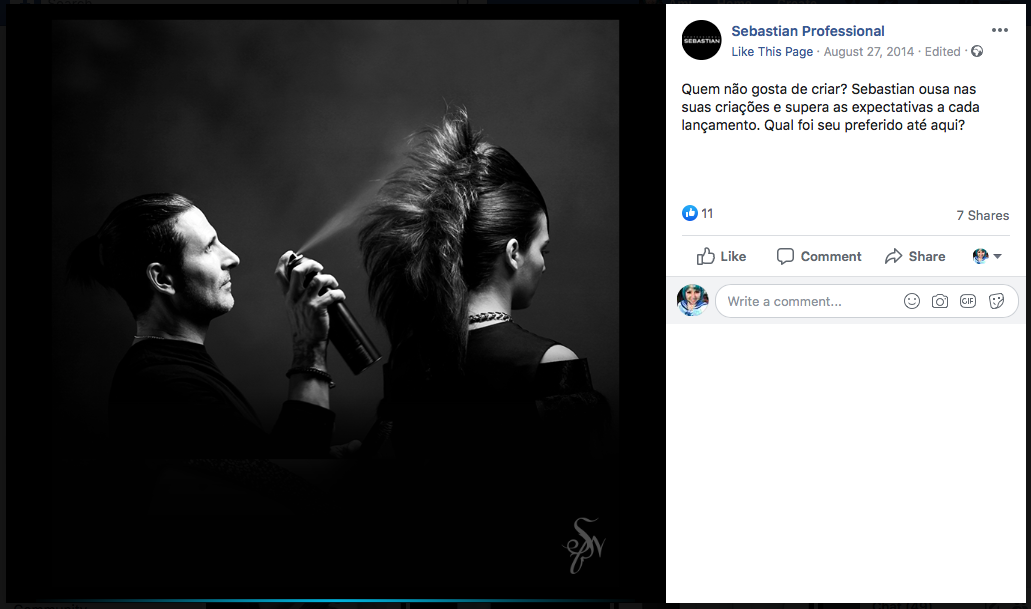 SEBASTIAN
Sebastian Professional
Like This Page · August 27, 2014 · Edited ·
Quem não gosta de criar? Sebastian ousa nas
suas criações e supera as expectativas a cada
lançamento. Qual foi seu preferido até aqui?
11
7 Shares
Like Comment Share
Write a comment...
GIF